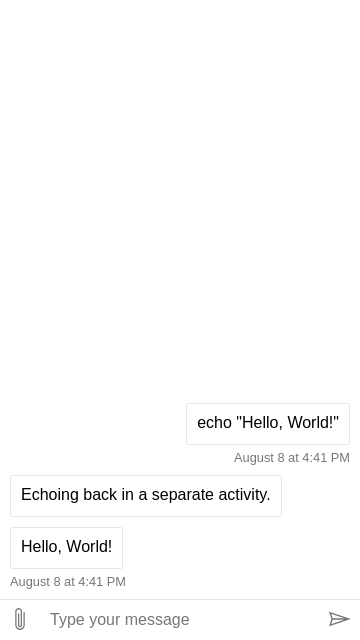 echo "Hello, World!"
August 8 at 4:41 PM
Echoing back in a separate activity.
Hello, World!
August 8 at 4:41 PM
Type your message